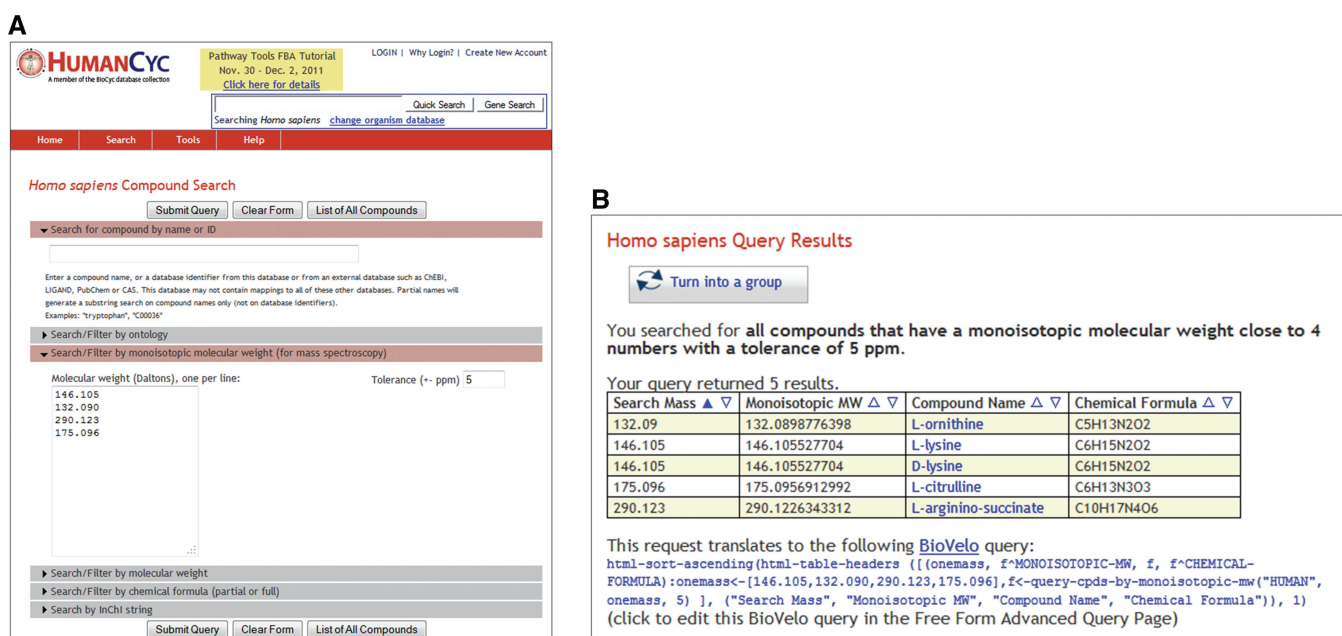 A
HUMANCYC
A member of the BioCyc database collection
Pathway Tools FBA Tutorial
Nov. 30 - Dec. 2, 2011
Click here for details
LOGIN | Why Login? | Create New Account
Quick Search Gene Search
Searching Homo sapiens change organism database
Home Search Tools Help
Homo sapiens Compound Search
Submit Query Clear Form List of All Compounds
Search for compound by name or ID
Enter a compound name, or a database identifier from this database or from an external database such as ChEBI,
LIGAND, PubChem or CAS. This database may not contain mappings to all of these other databases. Partial names will
generate a substring search on compound names only (not on database identifiers).
Examples: "tryptophan", "C00036"
Search/Filter by ontology
Search/Filter by monoisotopic molecular weight (for mass spectroscopy)
Molecular weight (Daltons), one per line: Tolerance (+- ppm) 5
146.105
132.090
290.123
175.096
Search/Filter by molecular weight
Search/Filter by chemical formula (partial or full)
Search by InChI string
Submit Query Clear Form List of All Compounds
B
Homo sapiens Query Results
Turn into a group
You searched for all compounds that have a monoisotopic molecular weight close to 4
numbers with a tolerance of 5 ppm.
Your query returned 5 results.
Search Mass Monoisotopic MW Compound Name Chemical Formula
132.09 132.0898776398 L-ornithine C5H13N2O2
146.105 146.105527704 L-lysine C6H15N2O2
146.105 146.105527704 D-lysine C6H15N2O2
175.096 175.0956912992 L-citrulline C6H13N3O3
290.123 290.1226343312 L-arginino-succinate C10H17N4O6
This request translates to the following BioVelo query:
html-sort-ascending(html-table-headers ([(onemass, f^MONOISOTOPIC-MW, f, f^CHEMICAL-
FORMULA):onemass<-[146.105,132.090,290.123,175.096],f<-query-cpds-by-monoisotopic-mw("HUMAN",
onemass, 5) ], ("Search Mass", "Monoisotopic MW", "Compound Name", "Chemical Formula")), 1)
(click to edit this BioVelo query in the Free Form Advanced Query Page)